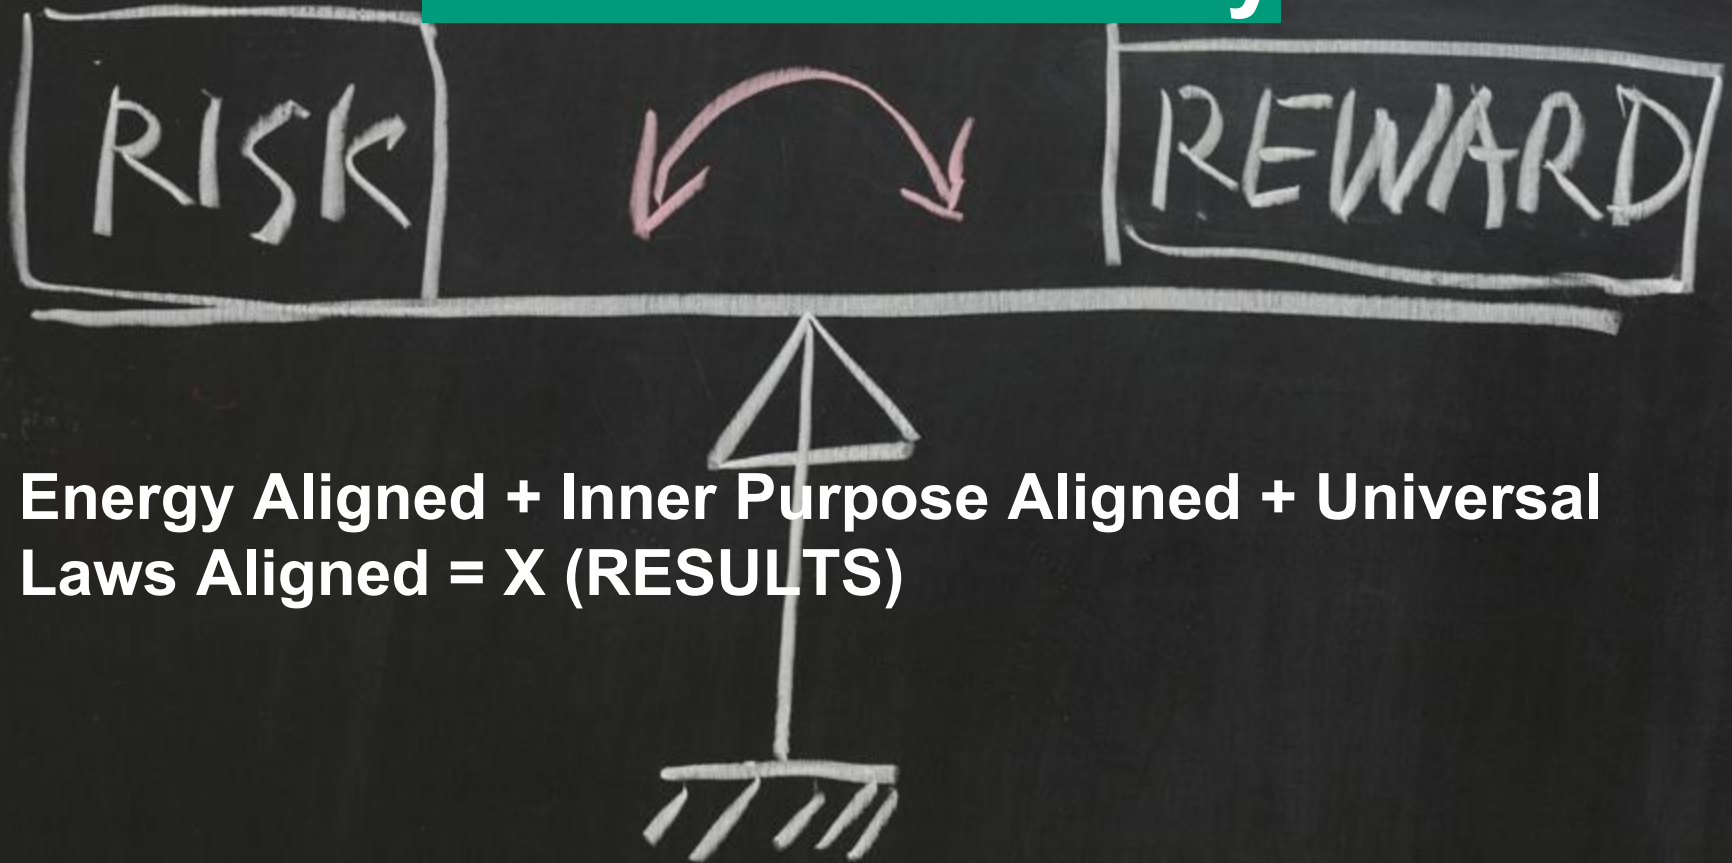 RISK
REWARD
Energy Aligned + Inner Purpose Aligned + Universal
Laws Aligned = X (RESULTS)